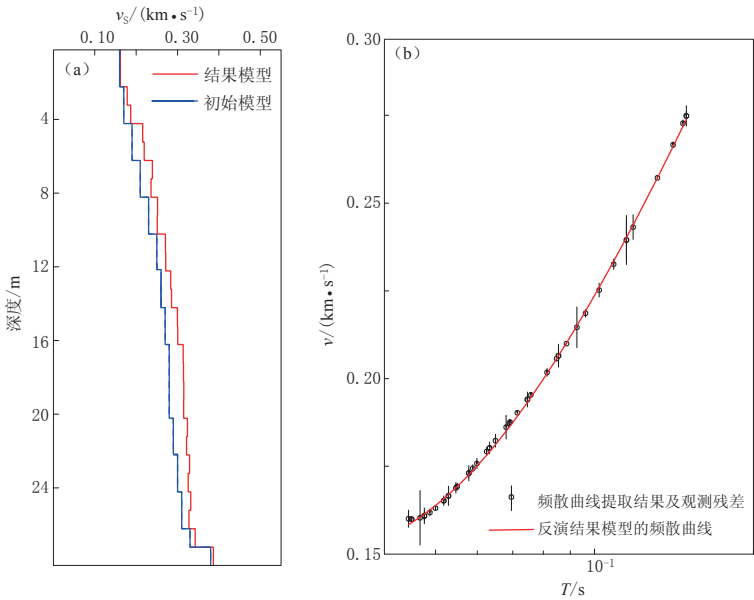 v_S/(km•s⁻¹)
0.10 0.30 0.50
(a)
结果模型
初始模型
4
8
12
16
20
24
深度/m
(b)
0.30
0.25
0.20
0.15
v/(km•s⁻¹)
频散曲线提取结果及观测残差
反演结果模型的频散曲线
10⁻¹
T/s